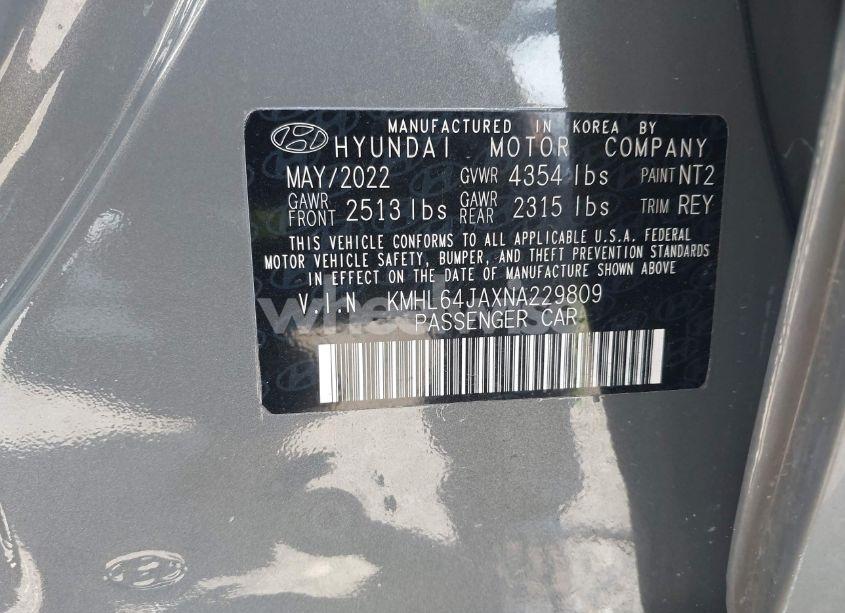 MANUFACTURED IN KOREA BY
HYUNDAI MOTOR COMPANY
MAY/2022 GVWR 4354 lbs PAINT NT2
GAWR FRONT 2513 lbs GAWR REAR 2315 lbs TRIM REY
THIS VEHICLE CONFORMS TO ALL APPLICABLE U.S.A. FEDERAL
MOTOR VEHICLE SAFETY, BUMPER, AND THEFT PREVENTION STANDARDS
IN EFFECT ON THE DATE OF MANUFACTURE SHOWN ABOVE
V.I.N KMHL64JAXNA229809
PASSENGER CAR